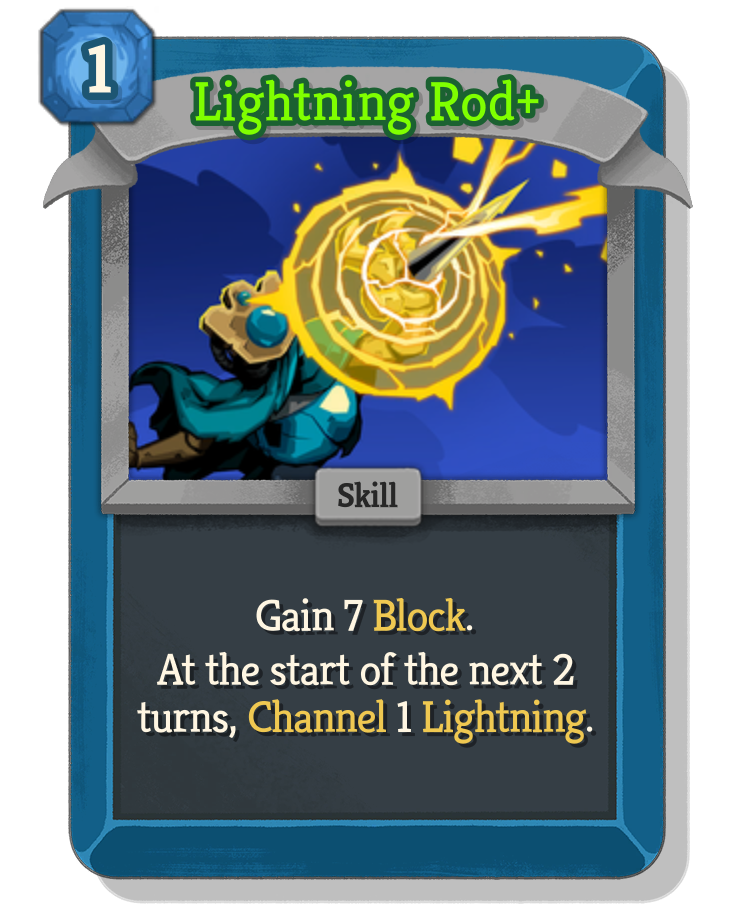 1
Lightning Rod+
Skill
Gain 7 Block.
At the start of the next 2
turns, Channel 1 Lightning.